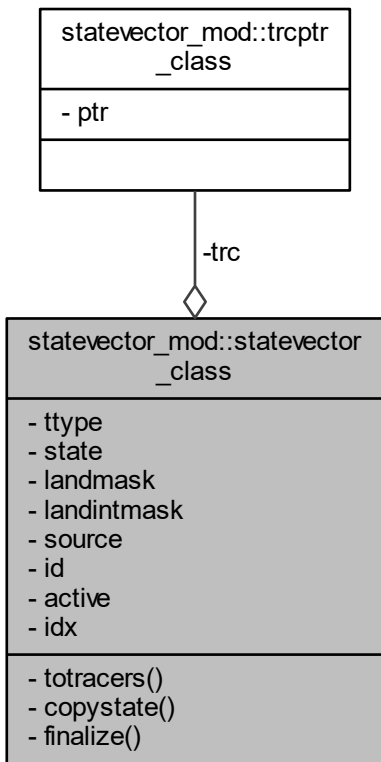 statevector_mod::trcptr
_class
- ptr
-trc
statevector_mod::statevector
_class
- ttype
- state
- landmask
- landintmask
- source
- id
- active
- idx
- totracers()
- copystate()
- finalize()